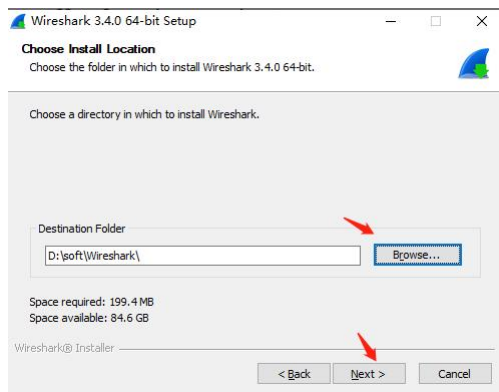 Wireshark 3.4.0 64-bit Setup
Choose Install Location
Choose the folder in which to install Wireshark 3.4.0 64-bit.
Choose a directory in which to install Wireshark.
Destination Folder
D:\soft\Wireshark\
Browse...
Space required: 199.4 MB
Space available: 84.6 GB
Wireshark® Installer
< Back
Next >
Cancel